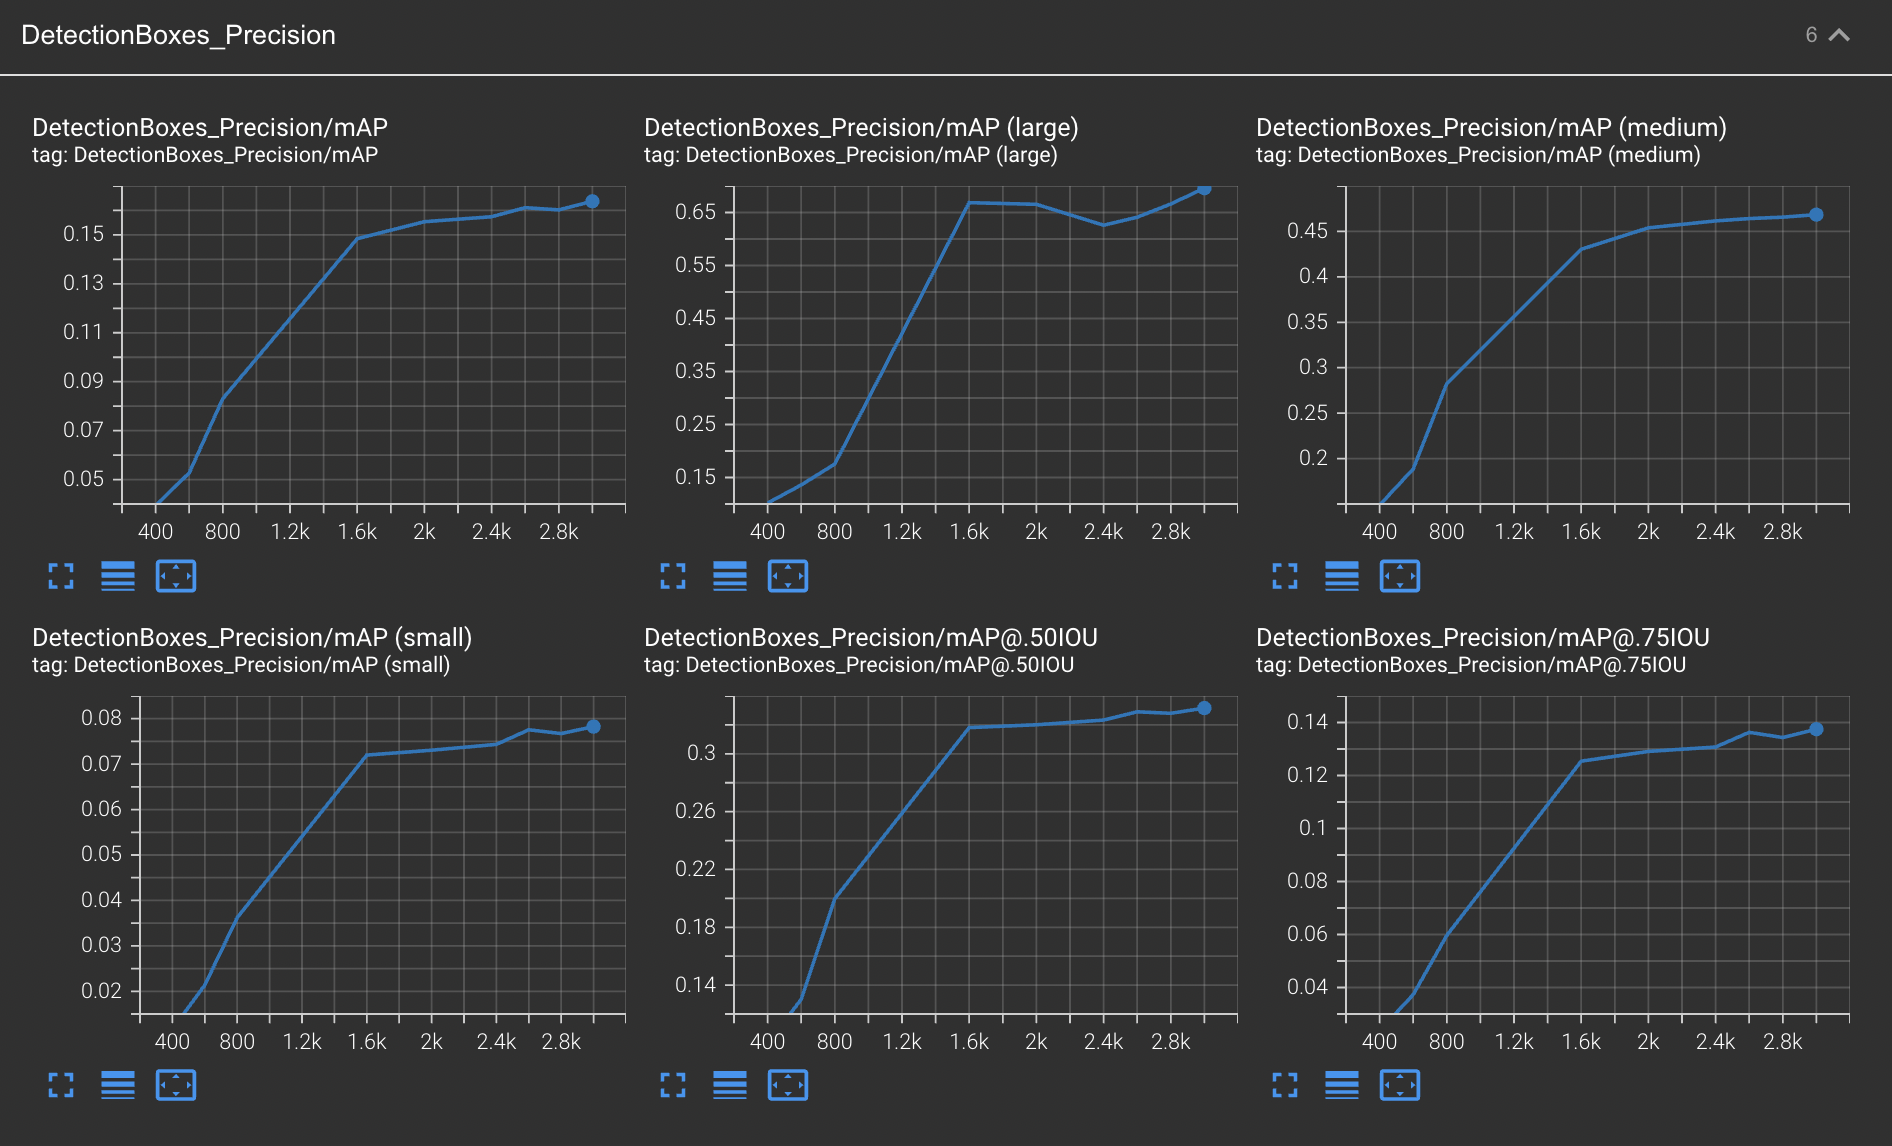 DetectionBoxes_Precision
6
DetectionBoxes_Precision/mAP
tag: DetectionBoxes_Precision/mAP
0.15
0.13
0.11
0.09
0.07
0.05
400 800 1.2k 1.6k 2k 2.4k 2.8k
DetectionBoxes_Precision/mAP (large)
tag: DetectionBoxes_Precision/mAP (large)
0.65
0.55
0.45
0.35
0.25
0.15
400 800 1.2k 1.6k 2k 2.4k 2.8k
DetectionBoxes_Precision/mAP (medium)
tag: DetectionBoxes_Precision/mAP (medium)
0.45
0.4
0.35
0.3
0.25
0.2
400 800 1.2k 1.6k 2k 2.4k 2.8k
DetectionBoxes_Precision/mAP (small)
tag: DetectionBoxes_Precision/mAP (small)
0.08
0.07
0.06
0.05
0.04
0.03
0.02
400 800 1.2k 1.6k 2k 2.4k 2.8k
DetectionBoxes_Precision/mAP@.50IOU
tag: DetectionBoxes_Precision/mAP@.50IOU
0.3
0.26
0.22
0.18
0.14
400 800 1.2k 1.6k 2k 2.4k 2.8k
DetectionBoxes_Precision/mAP@.75IOU
tag: DetectionBoxes_Precision/mAP@.75IOU
0.14
0.12
0.1
0.08
0.06
0.04
400 800 1.2k 1.6k 2k 2.4k 2.8k